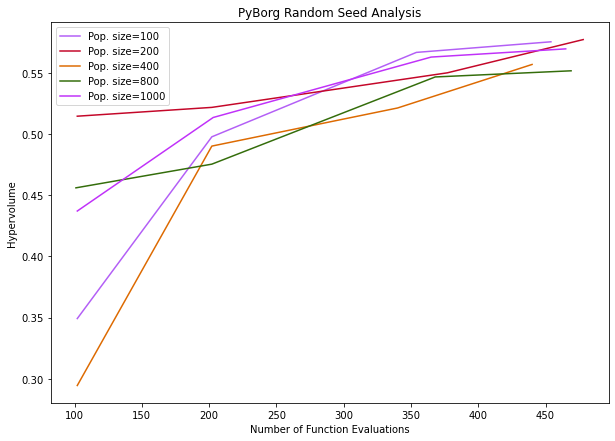 PyBorg Random Seed Analysis
Pop. size=100
Pop. size=200
Pop. size=400
Pop. size=800
Pop. size=1000
0.55
0.50
0.45
0.40
0.35
0.30
Hypervolume
100 150 200 250 300 350 400 450
Number of Function Evaluations